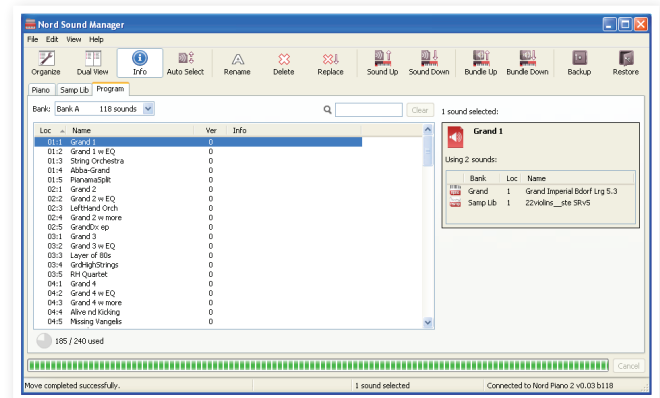 Nord Sound Manager
File Edit View Help
Organize Dual View Info Auto Select Rename Delete Replace Sound Up Sound Down Bundle Up Bundle Down Backup Restore
Piano Samp Lib Program
Bank: Bank A 118 sounds Clear 1 sound selected:
Loc Name Ver Info
01:1 Grand 1 0
01:2 Grand 1 w EQ 0
01:3 String Orchestra 0
01:4 Abba-Grand 0
01:5 PianamaSplit 0
02:1 Grand 2 0
02:2 Grand 2 w EQ 0
02:3 LeftHand Orch 0
02:4 Grand 2 w more 0
02:5 GrandDx ep 0
03:1 Grand 3 0
03:2 Grand 3 w EQ 0
03:3 Layer of 80s 0
03:4 GrdHighStrings 0
03:5 RH Quartet 0
04:1 Grand 4 0
04:2 Grand 4 w EQ 0
04:3 Grand 4 w more 0
04:4 Alive nd Kicking 0
04:5 Missing Vangelis 0
Grand 1
Using 2 sounds:
Bank Loc Name
Grand 1 Grand Imperial Bdorf Lrg 5.3
Samp Lib 1 22violins__ste SRv5
185 / 240 used
Cancel
Move completed successfully. 1 sound selected Connected to Nord Piano 2 v0.03 b118